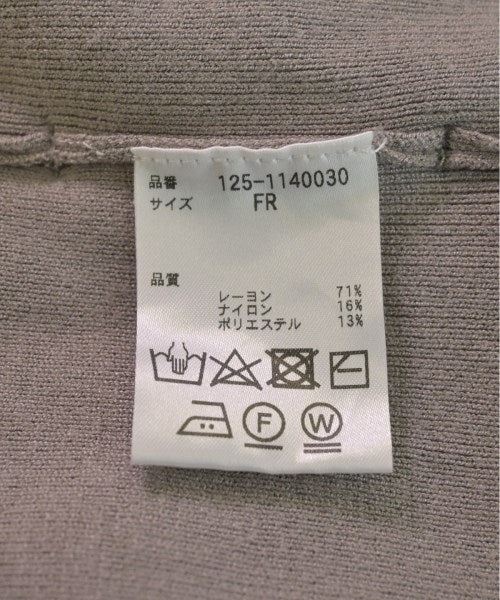 品番 125-1140030
サイズ FR
品質
レーヨン 71%
ナイロン 16%
ポリエステル 13%
F W